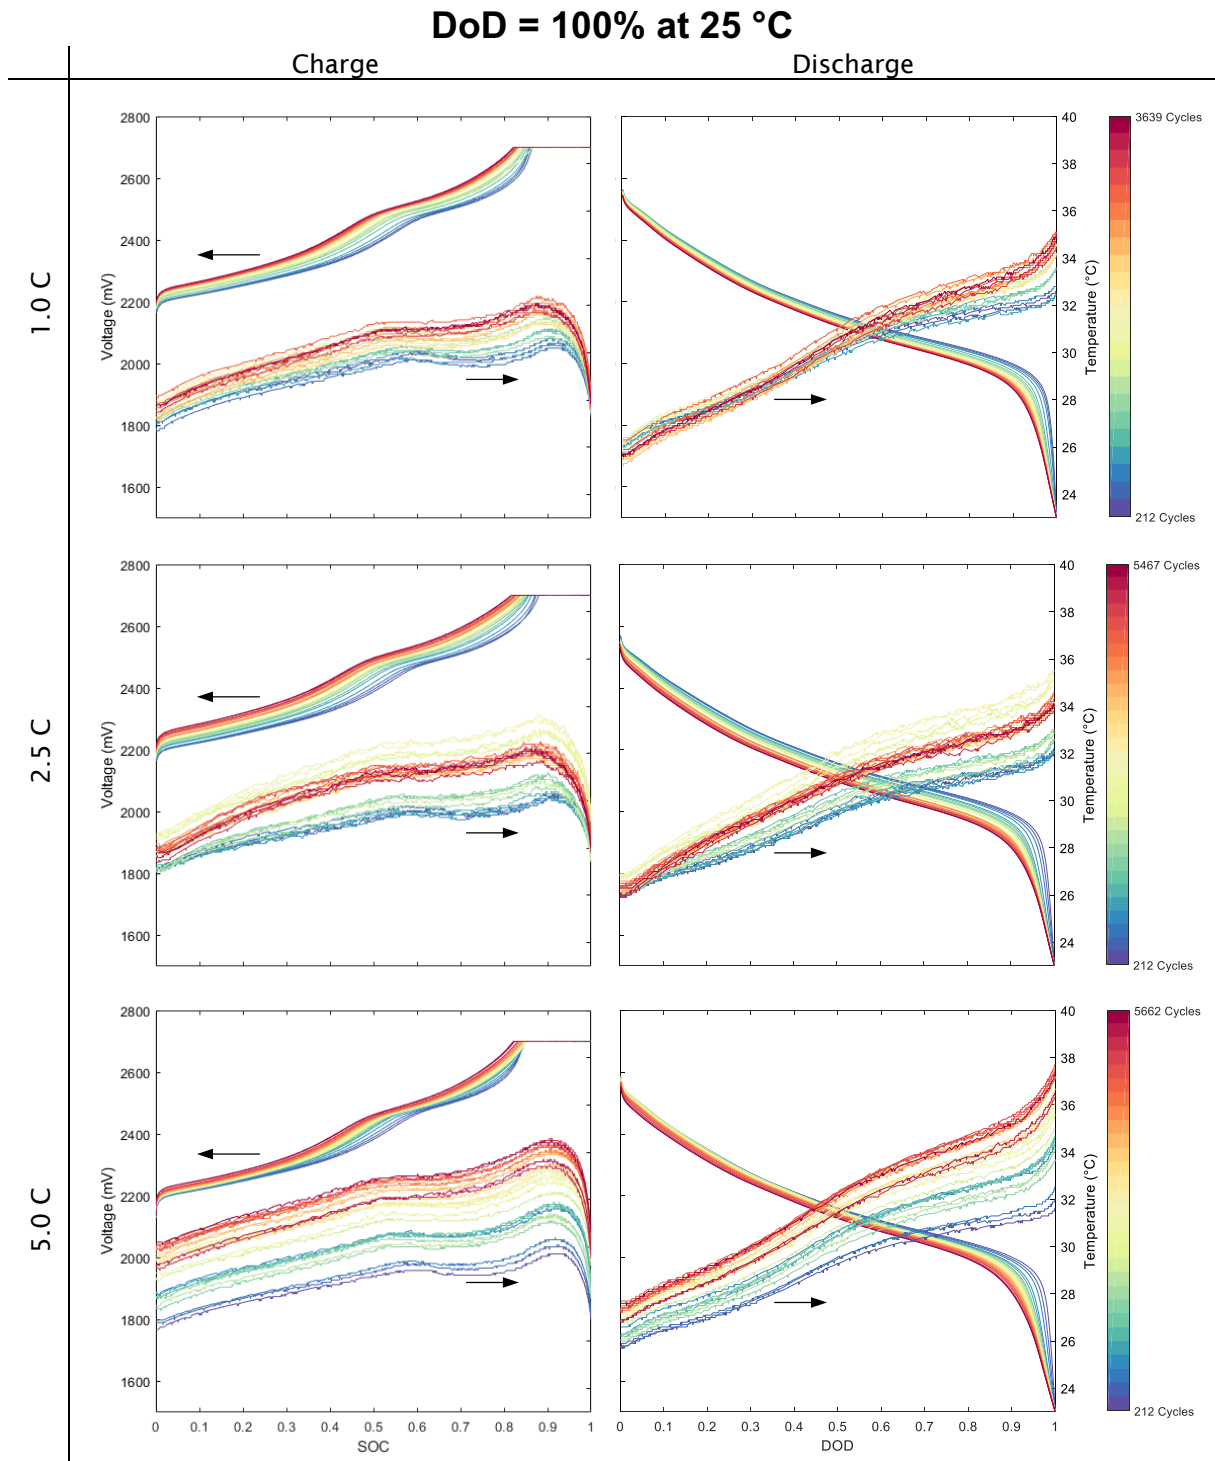 DoD = 100% at 25 °C
Charge
Discharge
1.0 C
Voltage (mV)
2800
2600
2400
2200
2000
1800
1600
40
38
36
34
32
30
28
26
24
Temperature (°C)
3639 Cycles
212 Cycles
2.5 C
Voltage (mV)
2800
2600
2400
2200
2000
1800
1600
40
38
36
34
32
30
28
26
24
Temperature (°C)
5467 Cycles
212 Cycles
5.0 C
Voltage (mV)
2800
2600
2400
2200
2000
1800
1600
40
38
36
34
32
30
28
26
24
Temperature (°C)
5662 Cycles
212 Cycles
0 0.1 0.2 0.3 0.4 0.5 0.6 0.7 0.8 0.9 1
SOC
0 0.1 0.2 0.3 0.4 0.5 0.6 0.7 0.8 0.9 1
DOD